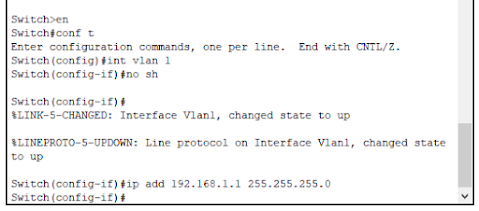 Switch>en
Switch#conf t
Enter configuration commands, one per line.  End with CNTL/Z.
Switch(config)#int vlan 1
Switch(config-if)#no sh
Switch(config-if)#
%LINK-5-CHANGED: Interface Vlan1, changed state to up
%LINEPROTO-5-UPDOWN: Line protocol on Interface Vlan1, changed state
to up
Switch(config-if)#ip add 192.168.1.1 255.255.255.0
Switch(config-if)#